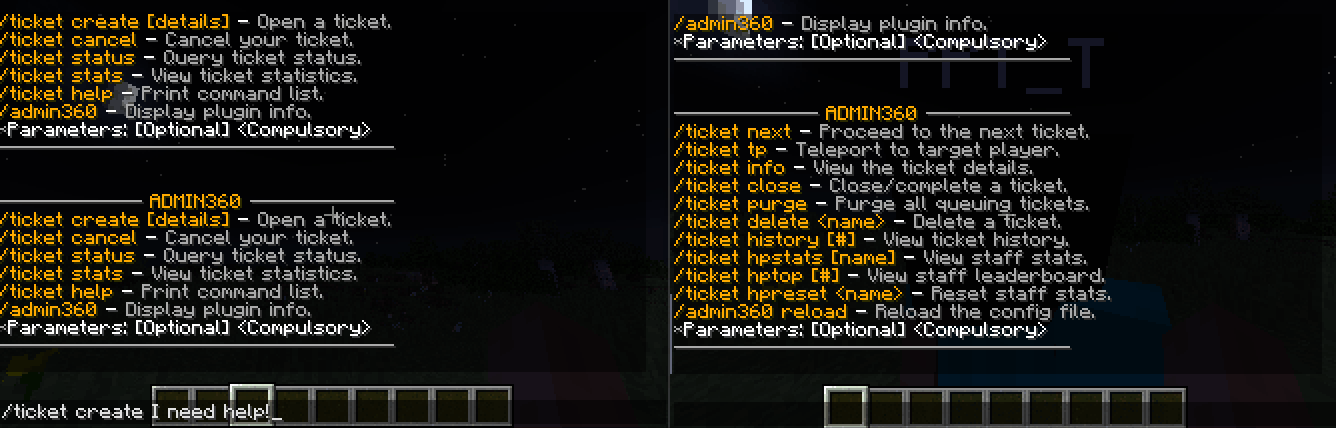 /ticket create [details] – Open a ticket.
/ticket cancel – Cancel your ticket.
/ticket status – Query ticket status.
/ticket stats – View ticket statistics.
/ticket help – Print command list.
/admin360 – Display plugin info.
*Parameters: [Optional] <Compulsory>
ADMIN360
/ticket create [details] – Open a ticket.
/ticket cancel – Cancel your ticket.
/ticket status – Query ticket status.
/ticket stats – View ticket statistics.
/ticket help – Print command list.
/admin360 – Display plugin info.
*Parameters: [Optional] <Compulsory>
/ticket create I need help!_
/admin360 – Display plugin info.
*Parameters: [Optional] <Compulsory>
ADMIN360
/ticket next – Proceed to the next ticket.
/ticket tp – Teleport to target player.
/ticket info – View the ticket details.
/ticket close – Close/complete a ticket.
/ticket purge – Purge all queuing tickets.
/ticket delete <name> – Delete a ticket.
/ticket history [#] – View ticket history.
/ticket hpstats [name] – View staff stats.
/ticket hptop [#] – View staff leaderboard.
/ticket hpreset <name> – Reset staff stats.
/admin360 reload – Reload the config file.
*Parameters: [Optional] <Compulsory>